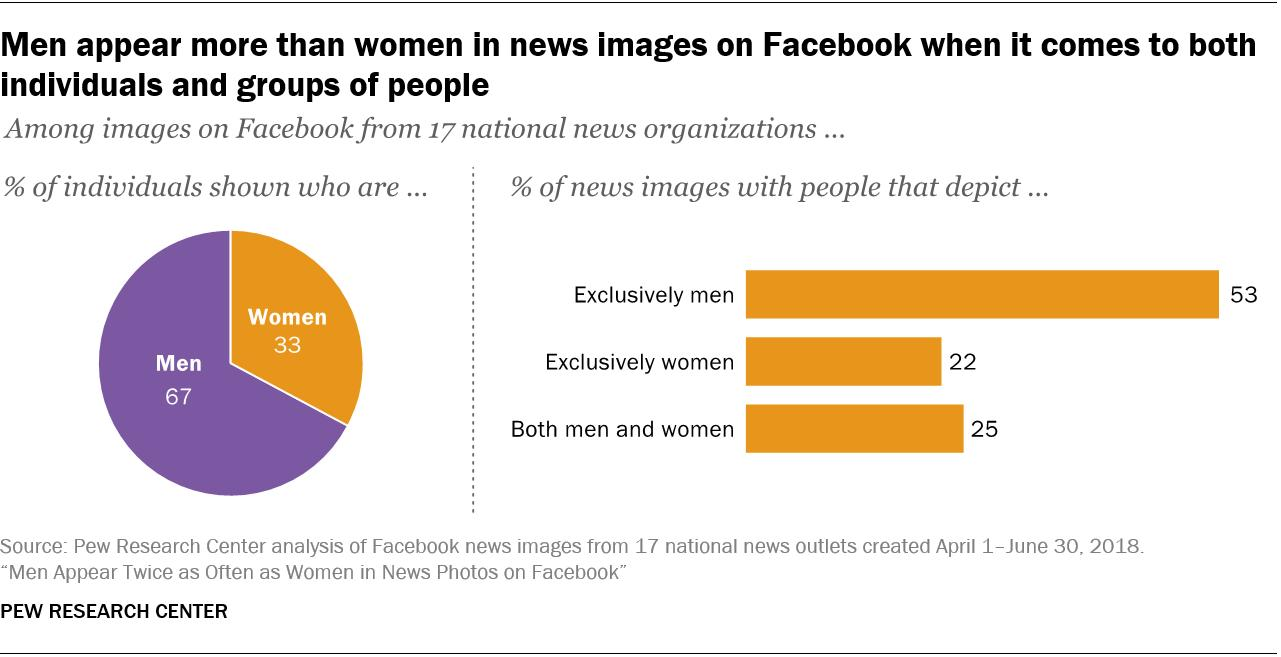 Men appear more than women in news images on Facebook when it comes to both
individuals and groups of people
Among images on Facebook from 17 national news organizations ...
% of individuals shown who are ...
Women
33
Men
67
% of news images with people that depict ...
Exclusively men 53
Exclusively women 22
Both men and women 25
Source: Pew Research Center analysis of Facebook news images from 17 national news outlets created April 1–June 30, 2018.
“Men Appear Twice as Often as Women in News Photos on Facebook”
PEW RESEARCH CENTER